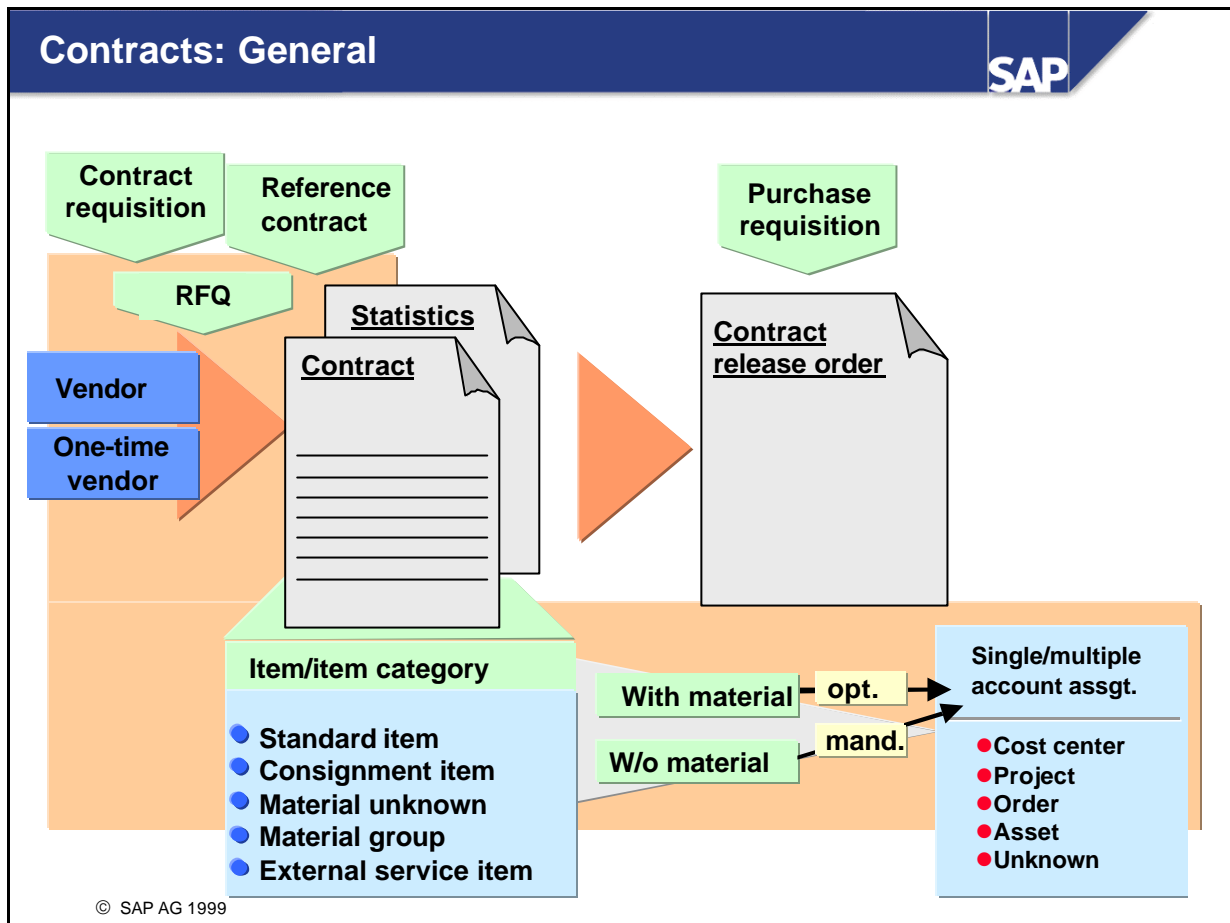 Contracts: General
SAP
Contract
requisition
Reference
contract
Purchase
requisition
RFQ
Statistics
Contract
Contract
release order
Vendor
One-time
vendor
Item/item category
Standard item
Consignment item
Material unknown
Material group
External service item
With material
opt.
W/o material
mand.
Single/multiple
account assgt.
Cost center
Project
Order
Asset
Unknown
© SAP AG 1999